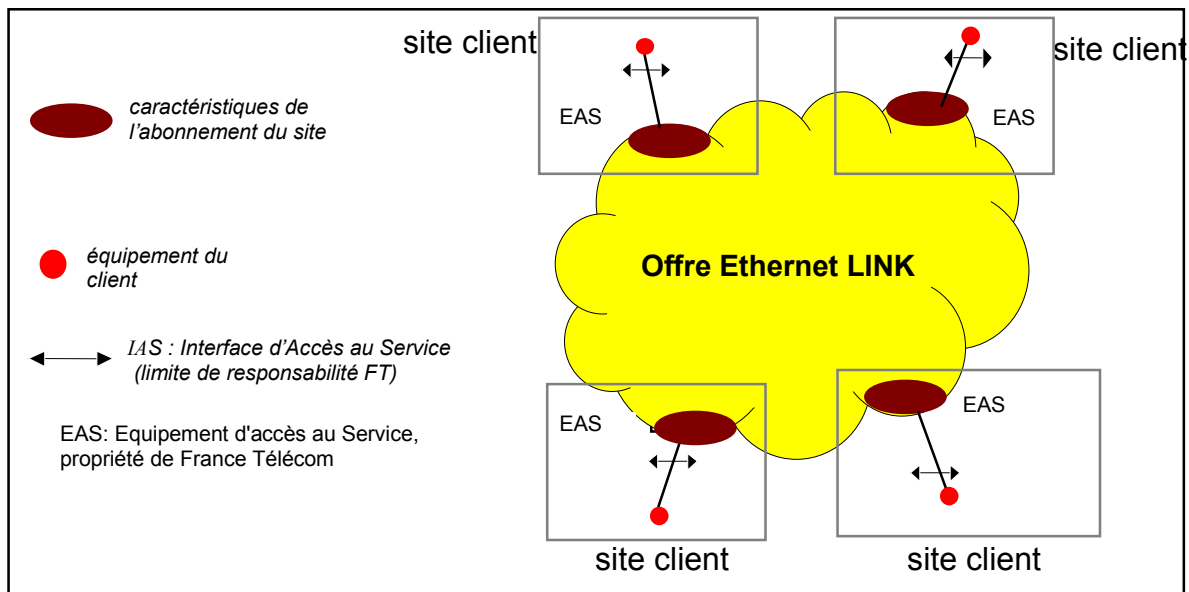 site client
site client
EAS
EAS
caractéristiques de
l'abonnement du site
Offre Ethernet LINK
équipement du
client
IAS : Interface d'Accès au Service
(limite de responsabilité FT)
EAS: Equipement d'accès au Service,
propriété de France Télécom
EAS
EAS
site client
site client